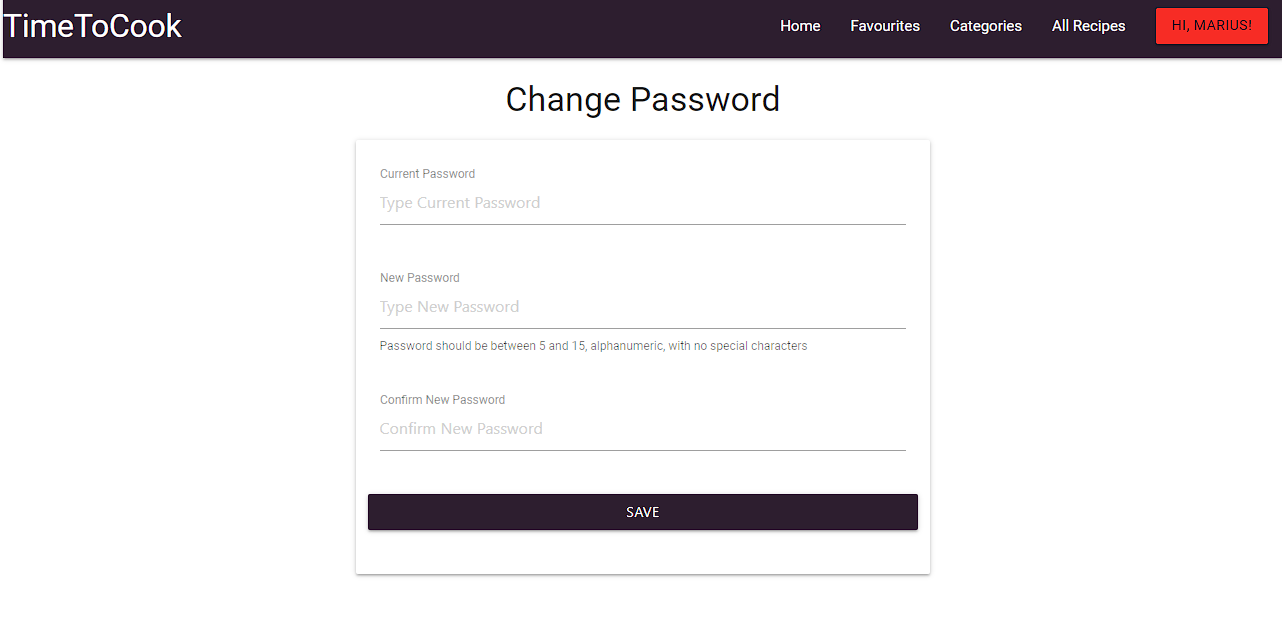 TimeToCook
Home Favourites Categories All Recipes HI, MARIUS!
Change Password
Current Password
Type Current Password
New Password
Type New Password
Password should be between 5 and 15, alphanumeric, with no special characters
Confirm New Password
Confirm New Password
SAVE